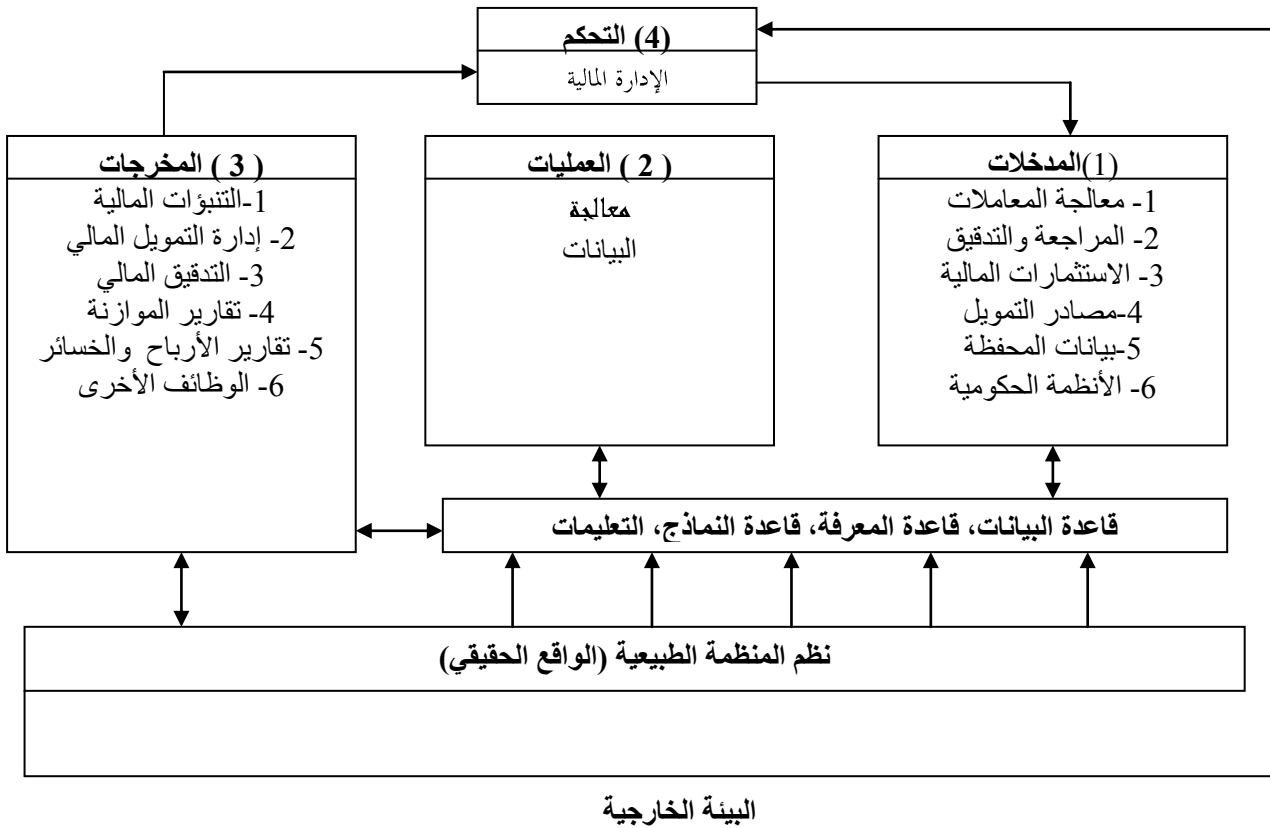 (4) التحكم
الإدارة المالية
(1)المدخلات
1- معالجة المعاملات
2- المراجعة والتدقيق
3- الاستثمارات المالية
4-مصادر التمويل
5-بيانات المحفظة
6- الأنظمة الحكومية
( 2 ) العمليات
معالجة
البيانات
( 3 ) المخرجات
1-التنبؤات المالية
2- إدارة التمويل المالي
3- التدقيق المالي
4- تقارير الموازنة
5- تقارير الأرباح والخسائر
6- الوظائف الأخرى
قاعدة البيانات، قاعدة المعرفة، قاعدة النماذج، التعليمات
نظم المنظمة الطبيعية (الواقع الحقيقي)
البيئة الخارجية